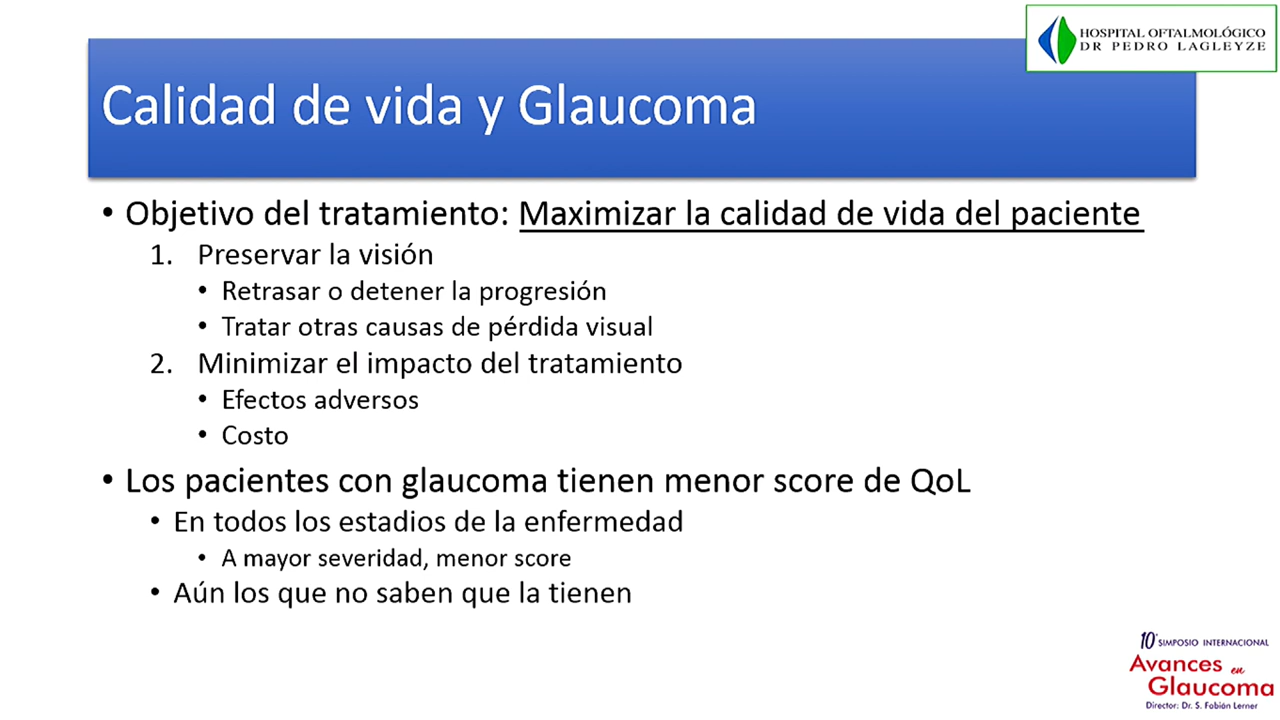 HOSPITAL OFTALMOLÓGICO
DR PEDRO LAGLEYZE
Calidad de vida y Glaucoma
• Objetivo del tratamiento: Maximizar la calidad de vida del paciente
1. Preservar la visión
• Retrasar o detener la progresión
• Tratar otras causas de pérdida visual
2. Minimizar el impacto del tratamiento
• Efectos adversos
• Costo
• Los pacientes con glaucoma tienen menor score de QoL
• En todos los estadios de la enfermedad
• A mayor severidad, menor score
• Aún los que no saben que la tienen
10° SIMPOSIO INTERNACIONAL
Avances en
Glaucoma
Director: Dr. S. Fabián Lerner